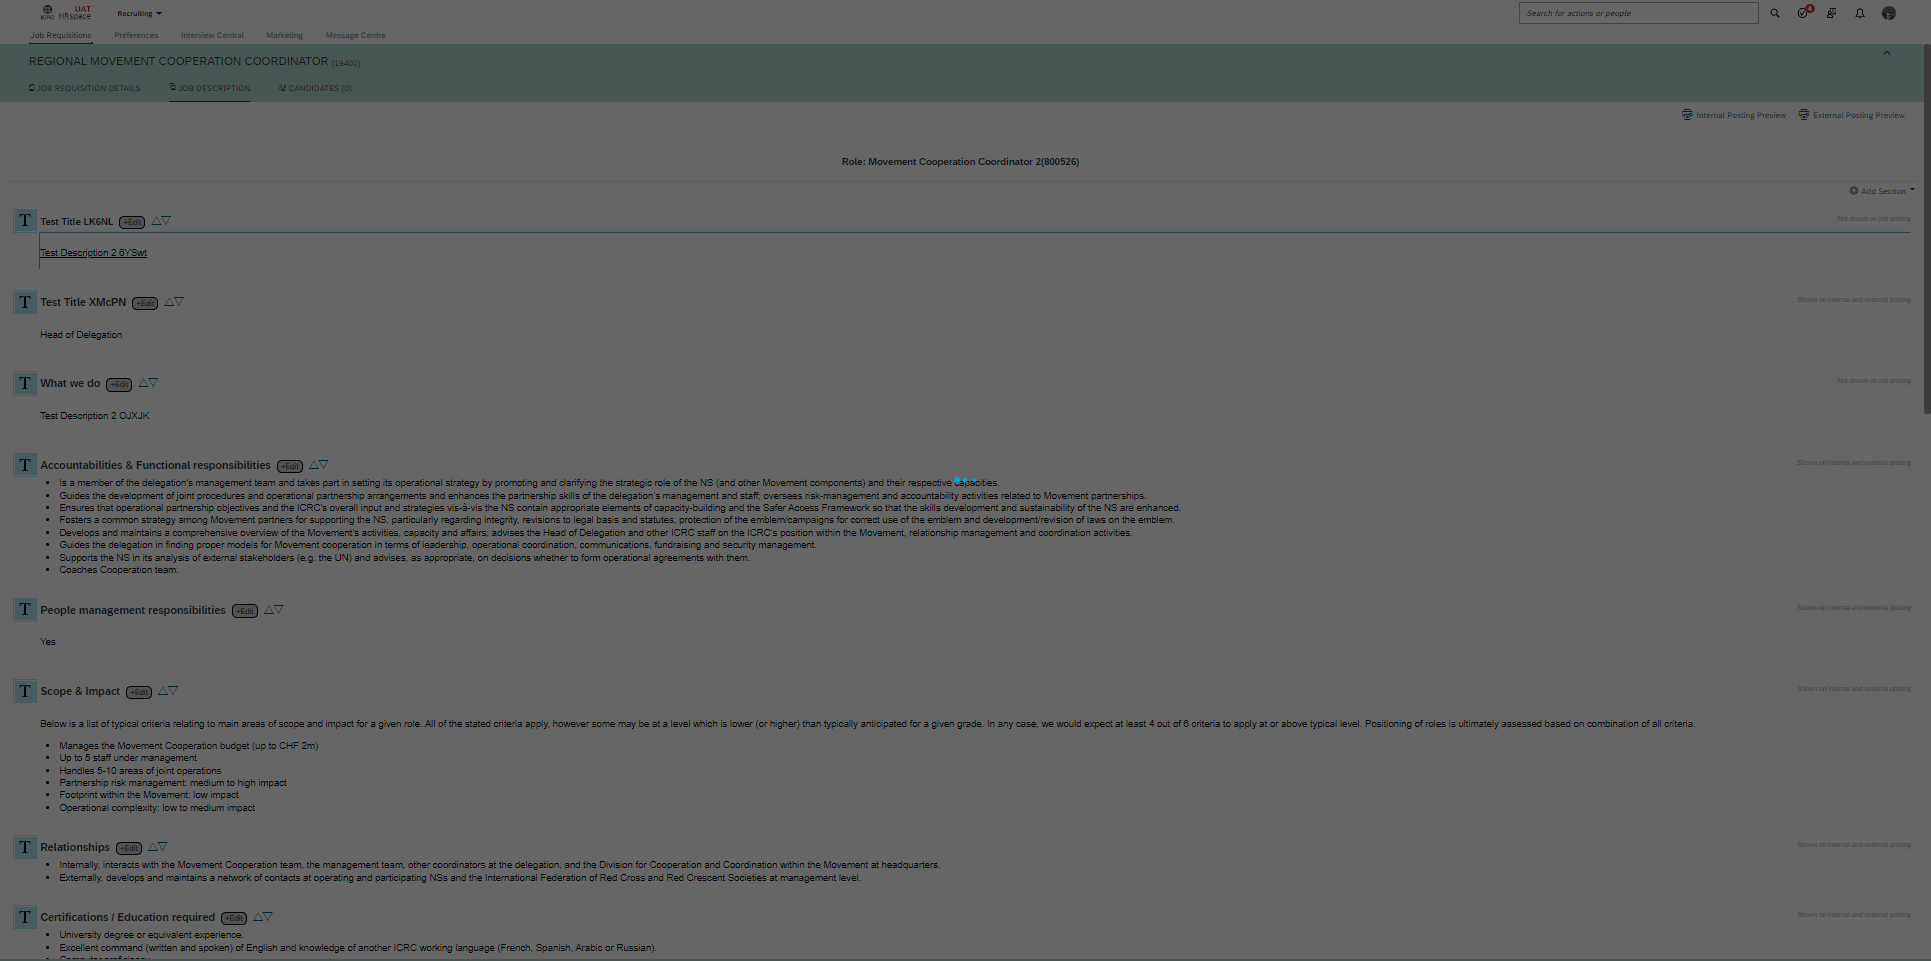 UAT
ICRC HRspace
Recruiting
Search for actions or people
4
Job Requisitions
Preferences
Interview Central
Marketing
Message Centre
REGIONAL MOVEMENT COOPERATION COORDINATOR (19400)
JOB REQUISITION DETAILS
JOB DESCRIPTION
CANDIDATES (0)
Internal Posting Preview
External Posting Preview
Role: Movement Cooperation Coordinator 2(800526)
Add Section
T Test Title LK6NL +Edit
Not shown on job posting
Test Description 2 6YSwt
T Test Title XMcPN +Edit
Shown on internal and external posting
Head of Delegation
T What we do +Edit
Not shown on job posting
Test Description 2 OJXJK
T Accountabilities & Functional responsibilities +Edit
Shown on internal and external posting
• Is a member of the delegation's management team and takes part in setting its operational strategy by promoting and clarifying the strategic role of the NS (and other Movement components) and their respective capacities.
• Guides the development of joint procedures and operational partnership arrangements and enhances the partnership skills of the delegation's management and staff; oversees risk-management and accountability activities related to Movement partnerships.
• Ensures that operational partnership objectives and the ICRC's overall input and strategies vis-à-vis the NS contain appropriate elements of capacity-building and the Safer Access Framework so that the skills development and sustainability of the NS are enhanced.
• Fosters a common strategy among Movement partners for supporting the NS, particularly regarding integrity, revisions to legal basis and statutes, protection of the emblem/campaigns for correct use of the emblem and development/revision of laws on the emblem.
• Develops and maintains a comprehensive overview of the Movement's activities, capacity and affairs; advises the Head of Delegation and other ICRC staff on the ICRC's position within the Movement, relationship management and coordination activities.
• Guides the delegation in finding proper models for Movement cooperation in terms of leadership, operational coordination, communications, fundraising and security management.
• Supports the NS in its analysis of external stakeholders (e.g. the UN) and advises, as appropriate, on decisions whether to form operational agreements with them.
• Coaches Cooperation team.
T People management responsibilities +Edit
Shown on internal and external posting
Yes
T Scope & Impact +Edit
Shown on internal and external posting
Below is a list of typical criteria relating to main areas of scope and impact for a given role. All of the stated criteria apply, however some may be at a level which is lower (or higher) than typically anticipated for a given grade. In any case, we would expect at least 4 out of 6 criteria to apply at or above typical level. Positioning of roles is ultimately assessed based on combination of all criteria.
• Manages the Movement Cooperation budget (up to CHF 2m)
• Up to 5 staff under management
• Handles 5-10 areas of joint operations
• Partnership risk management: medium to high impact
• Footprint within the Movement: low impact
• Operational complexity: low to medium impact
T Relationships +Edit
Shown on internal and external posting
• Internally, interacts with the Movement Cooperation team, the management team, other coordinators at the delegation, and the Division for Cooperation and Coordination within the Movement at headquarters.
• Externally, develops and maintains a network of contacts at operating and participating NSs and the International Federation of Red Cross and Red Crescent Societies at management level.
T Certifications / Education required +Edit
Shown on internal and external posting
• University degree or equivalent experience.
• Excellent command (written and spoken) of English and knowledge of another ICRC working language (French, Spanish, Arabic or Russian).
• Computer proficiency.